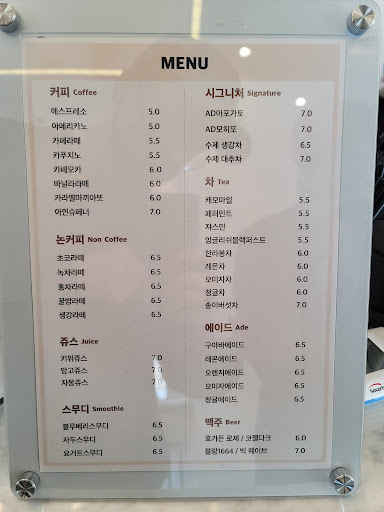 MENU
커피 Coffee
에스프레소 5.0
아메리카노 5.0
카페라떼 5.5
카푸치노 5.5
카페모카 6.0
바닐라라떼 6.0
카라멜마끼아또 6.0
아인슈페너 7.0
논커피 Non Coffee
초코라떼 6.5
녹차라떼 6.5
홍차라떼 6.5
꿀밤라떼 6.5
생강라떼 6.5
쥬스 Juice
키위쥬스 7.0
망고쥬스 7.0
자몽쥬스 7.0
스무디 Smoothie
블루베리스무디 6.5
자두스무디 6.5
요거트스무디 6.5
시그니처 Signature
AD아포가토 7.0
AD모히또 7.0
수제 생강차 6.5
수제 대추차 7.0
차 Tea
캐모마일 5.5
페퍼민트 5.5
쟈스민 5.5
잉글리쉬블랙퍼스트 5.5
한라봉차 6.0
레몬차 6.0
오미자차 6.0
청귤차 6.0
송이버섯차 7.0
에이드 Ade
구아바에이드 6.5
레몬에이드 6.5
오렌지에이드 6.5
오미자에이드 6.5
청귤에이드 6.5
맥주 Beer
호가든 로제 / 코젤다크 6.0
블랑1664 / 빅 웨이브 7.0